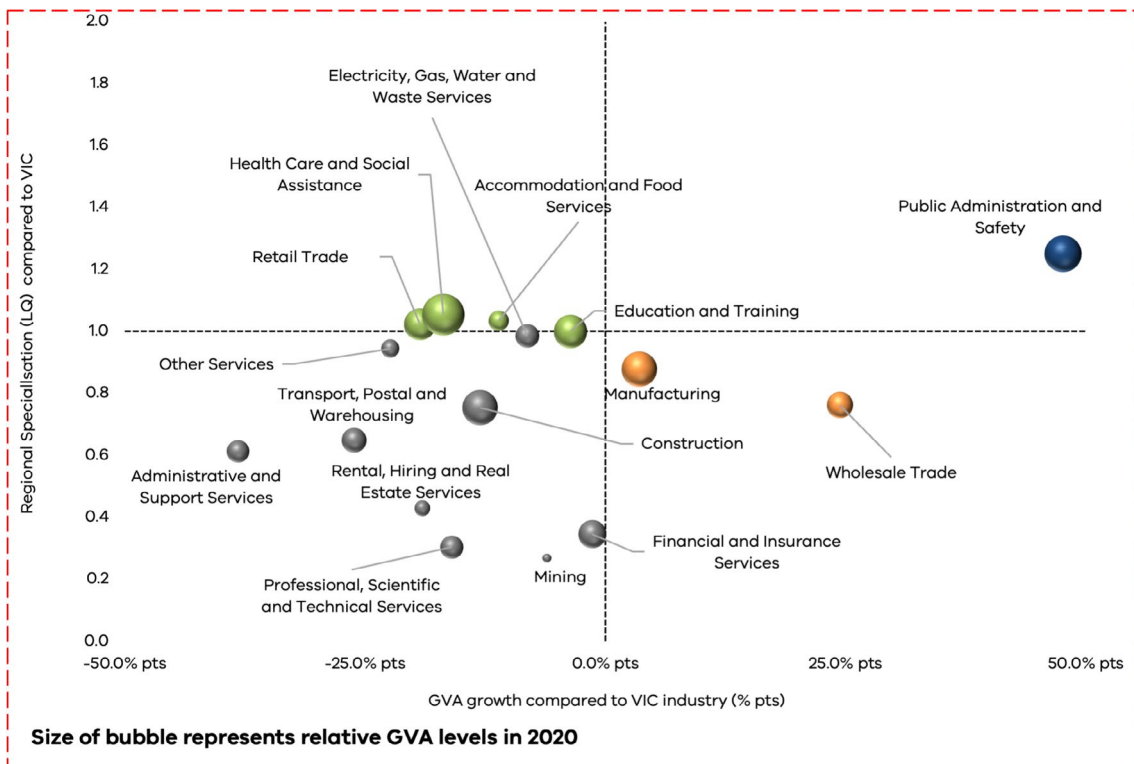 2.0
1.8
1.6
1.4
1.2
1.0
0.8
0.6
0.4
0.2
0.0
Regional Specialisation (LQ) compared to VIC
Electricity, Gas, Water and
Waste Services
Health Care and Social
Assistance
Accommodation and Food
Services
Public Administration and
Safety
Retail Trade
Education and Training
Other Services
Transport, Postal and
Warehousing
Manufacturing
Construction
Administrative and
Support Services
Rental, Hiring and Real
Estate Services
Wholesale Trade
Professional, Scientific
and Technical Services
Mining
Financial and Insurance
Services
-50.0% pts
-25.0% pts
0.0% pts
25.0% pts
50.0% pts
GVA growth compared to VIC industry (% pts)
Size of bubble represents relative GVA levels in 2020